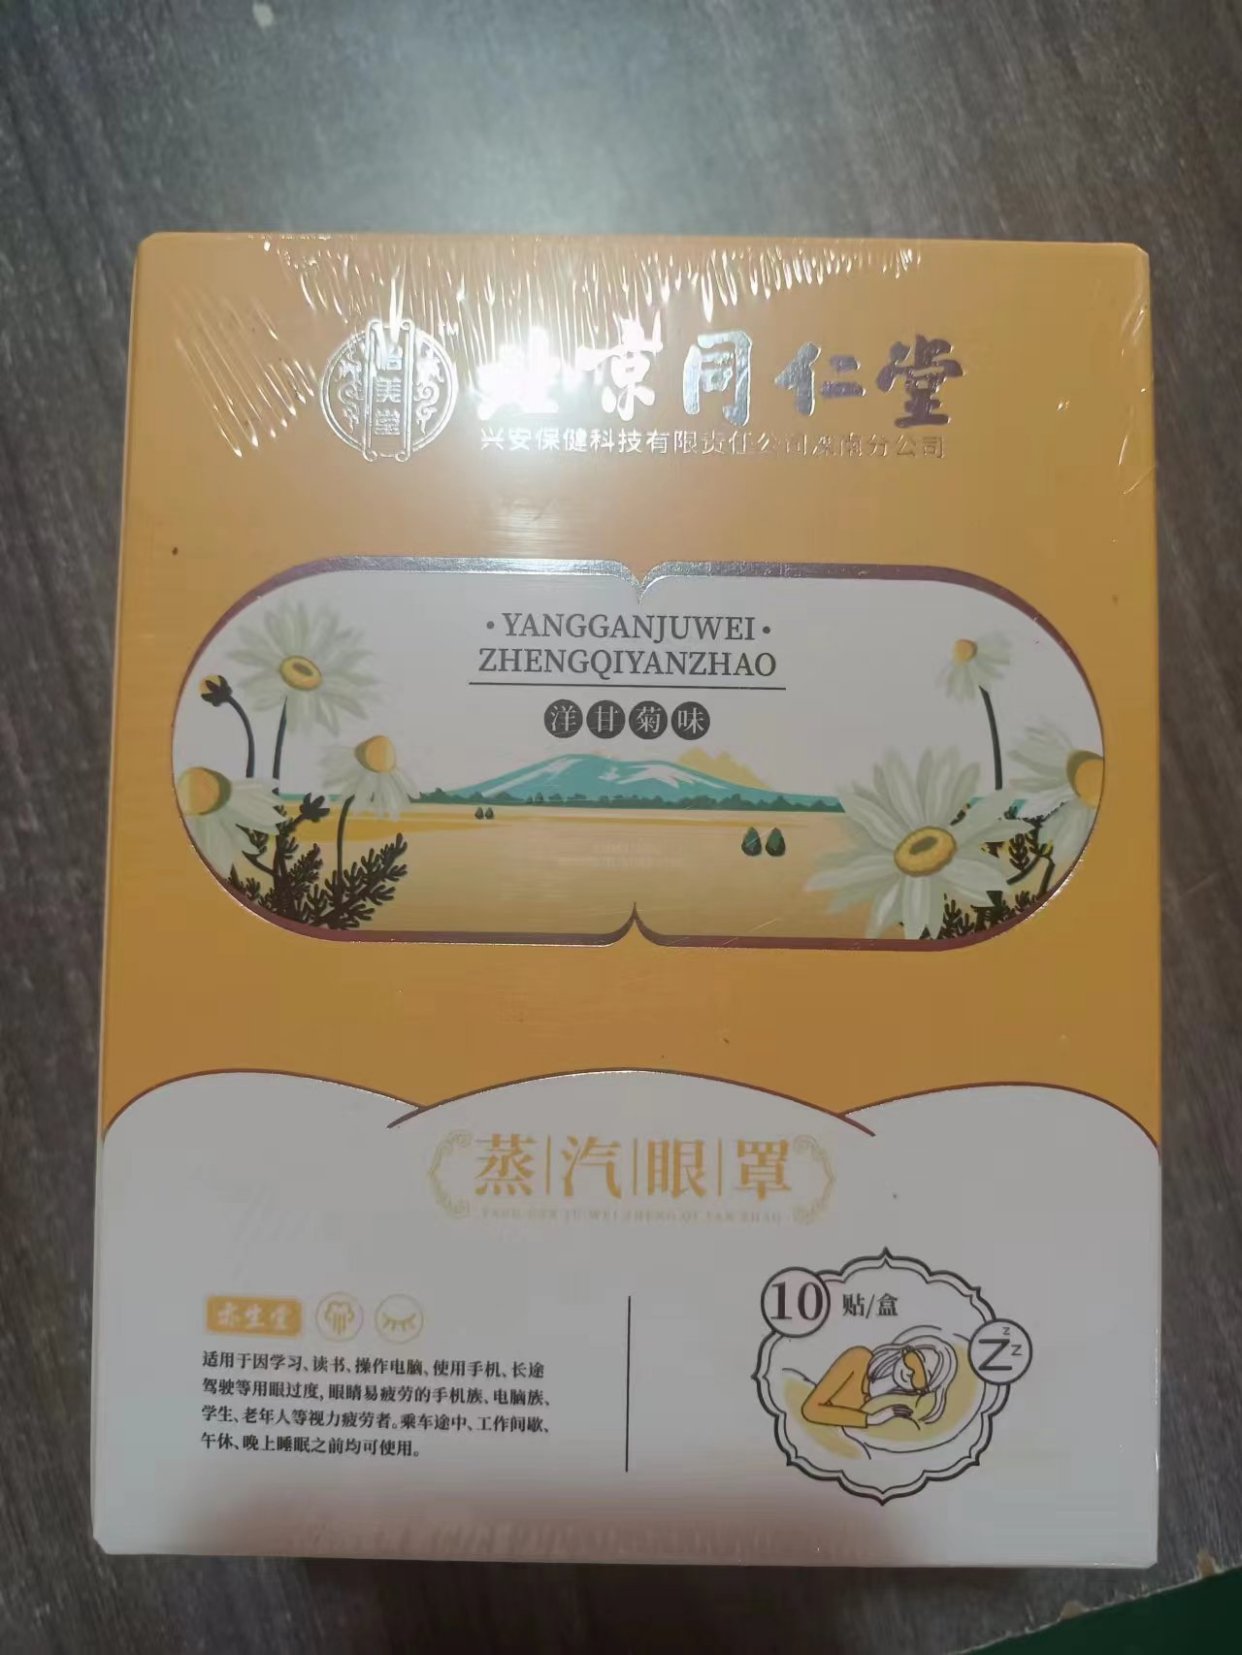 怡美堂
TM
北京同仁堂
兴安保健科技有限责任公司深南分公司
·YANGGANJUWEI·
ZHENGQIYANZHAO
洋甘菊味
蒸|汽|眼|罩
10 贴/盒
Z z z
适用于因学习、读书、操作电脑、使用手机、长途
驾驶等用眼过度,眼睛易疲劳的手机族、电脑族、
学生、老年人等视力疲劳者。乘车途中、工作间歇、
午休、晚上睡眠之前均可使用。